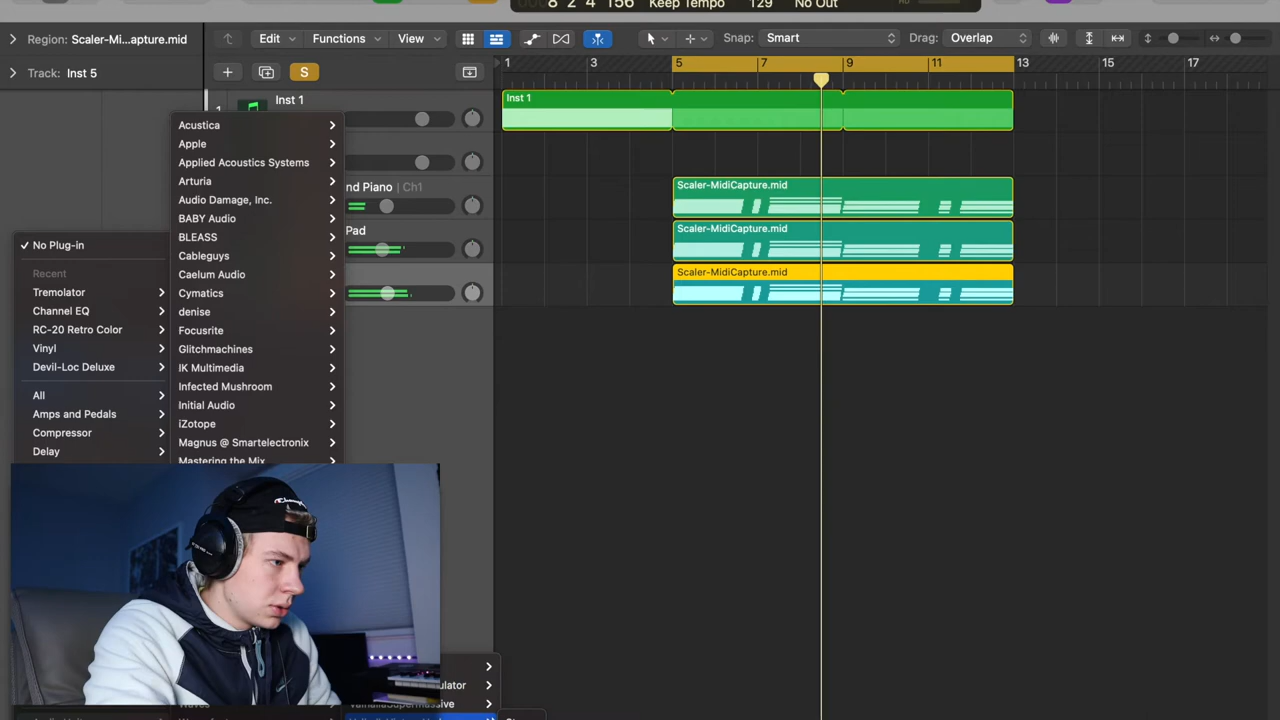 8 2 4 156
Keep Tempo
129
No Out
Region: Scaler-Mi...apture.mid
Edit
Functions
View
Snap: Smart
Drag: Overlap
Track: Inst 5
S
1 3 5 7 9 11 13 15 17
1
Inst 1
Inst 1
nd Piano | Ch1
Pad
Scaler-MidiCapture.mid
Scaler-MidiCapture.mid
Scaler-MidiCapture.mid
✓ No Plug-in
Recent
Tremolator
Channel EQ
RC-20 Retro Color
Vinyl
Devil-Loc Deluxe
All
Amps and Pedals
Compressor
Delay
Acustica
Apple
Applied Acoustics Systems
Arturia
Audio Damage, Inc.
BABY Audio
BLEASS
Cableguys
Caelum Audio
Cymatics
denise
Focusrite
Glitchmachines
IK Multimedia
Infected Mushroom
Initial Audio
iZotope
Magnus @ Smartelectronix
Mastering the Mix
Champion
ulator
ValhallaSupermassive